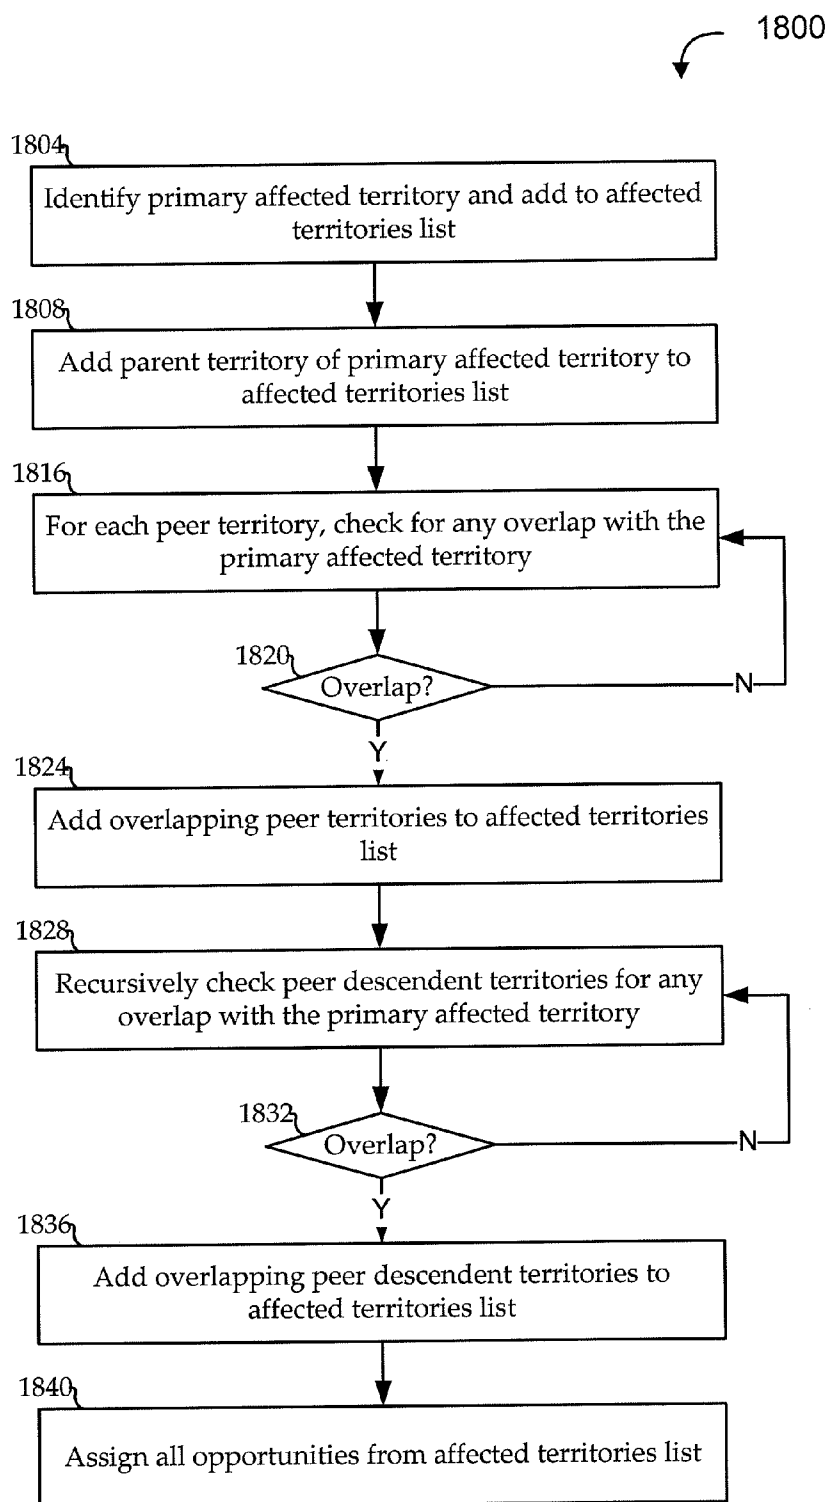 1800
1804
Identify primary affected territory and add to affected
territories list
1808
Add parent territory of primary affected territory to
affected territories list
1816
For each peer territory, check for any overlap with the
primary affected territory
1820
Overlap?
N
Y
1824
Add overlapping peer territories to affected territories
list
1828
Recursively check peer descendent territories for any
overlap with the primary affected territory
1832
Overlap?
N
Y
1836
Add overlapping peer descendent territories to
affected territories list
1840
Assign all opportunities from affected territories list